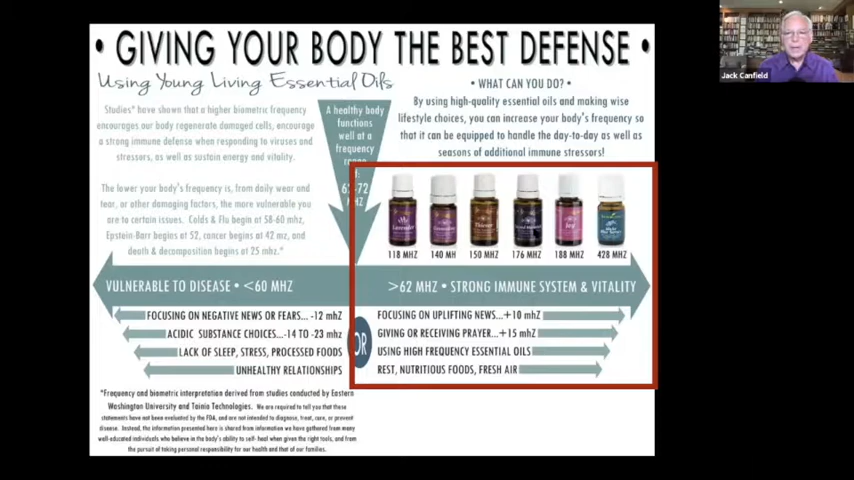 • GIVING YOUR BODY THE BEST DEFENSE •
Using Young Living Essential Oils
Studies* have shown that a higher biometric frequency
encourages our body regenerate damaged cells, encourage
a strong immune defense when responding to viruses and
stressors, as well as sustain energy and vitality.
The lower your body's frequency is, from daily wear and
tear, or other damaging factors, the more vulnerable you
are to certain issues. Colds & Flu begin at 58-60 mhz,
Epstein-Barr begins at 52, cancer begins at 42 mz, and
death & decomposition begins at 25 mhz.*
A healthy body
functions
well at a
frequency
range
62-72
MHZ
• WHAT CAN YOU DO? •
By using high-quality essential oils and making wise
lifestyle choices, you can increase your body's frequency so
that it can be equipped to handle the day-to-day as well as
seasons of additional immune stressors!
Lavender
Thieves
Joy
118 MHZ 140 MH 150 MHZ 176 MHZ 188 MHZ 428 MHZ
VULNERABLE TO DISEASE • <60 MHZ
>62 MHZ • STRONG IMMUNE SYSTEM & VITALITY
FOCUSING ON NEGATIVE NEWS OR FEARS... -12 mhZ
ACIDIC SUBSTANCE CHOICES...-14 TO -23 mhZ
LACK OF SLEEP, STRESS, PROCESSED FOODS
UNHEALTHY RELATIONSHIPS
OR
FOCUSING ON UPLIFTING NEWS...+10 mhZ
GIVING OR RECEIVING PRAYER...+15 mhZ
USING HIGH FREQUENCY ESSENTIAL OILS
REST, NUTRITIOUS FOODS, FRESH AIR
*Frequency and biometric interpretation derived from studies conducted by Eastern
Washington University and Tainio Technologies. We are required to tell you that these
statements have not been evaluated by the FDA, and are not intended to diagnose, treat, cure, or prevent
disease. Instead, the information presented here is shared from information we have gathered from many
well-educated individuals who believe in the body's ability to self- heal when given the right tools, and from
the pursuit of taking personal responsibility for our health and that of our families.
Jack Canfield